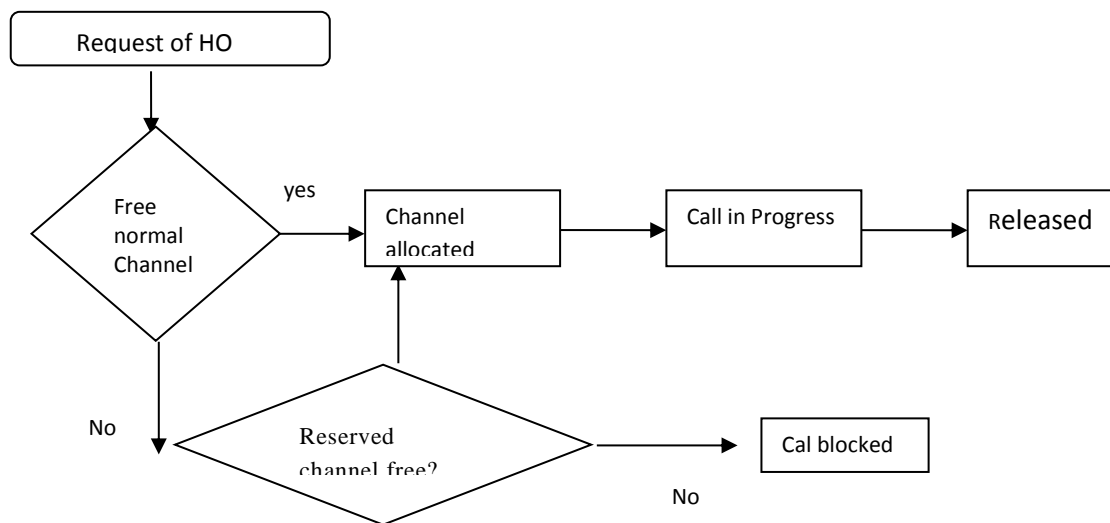 Request of HO
yes
Free
normal
Channel
Channel
allocated
Call in Progress
Released
No
Reserved
channel free?
Cal blocked
No